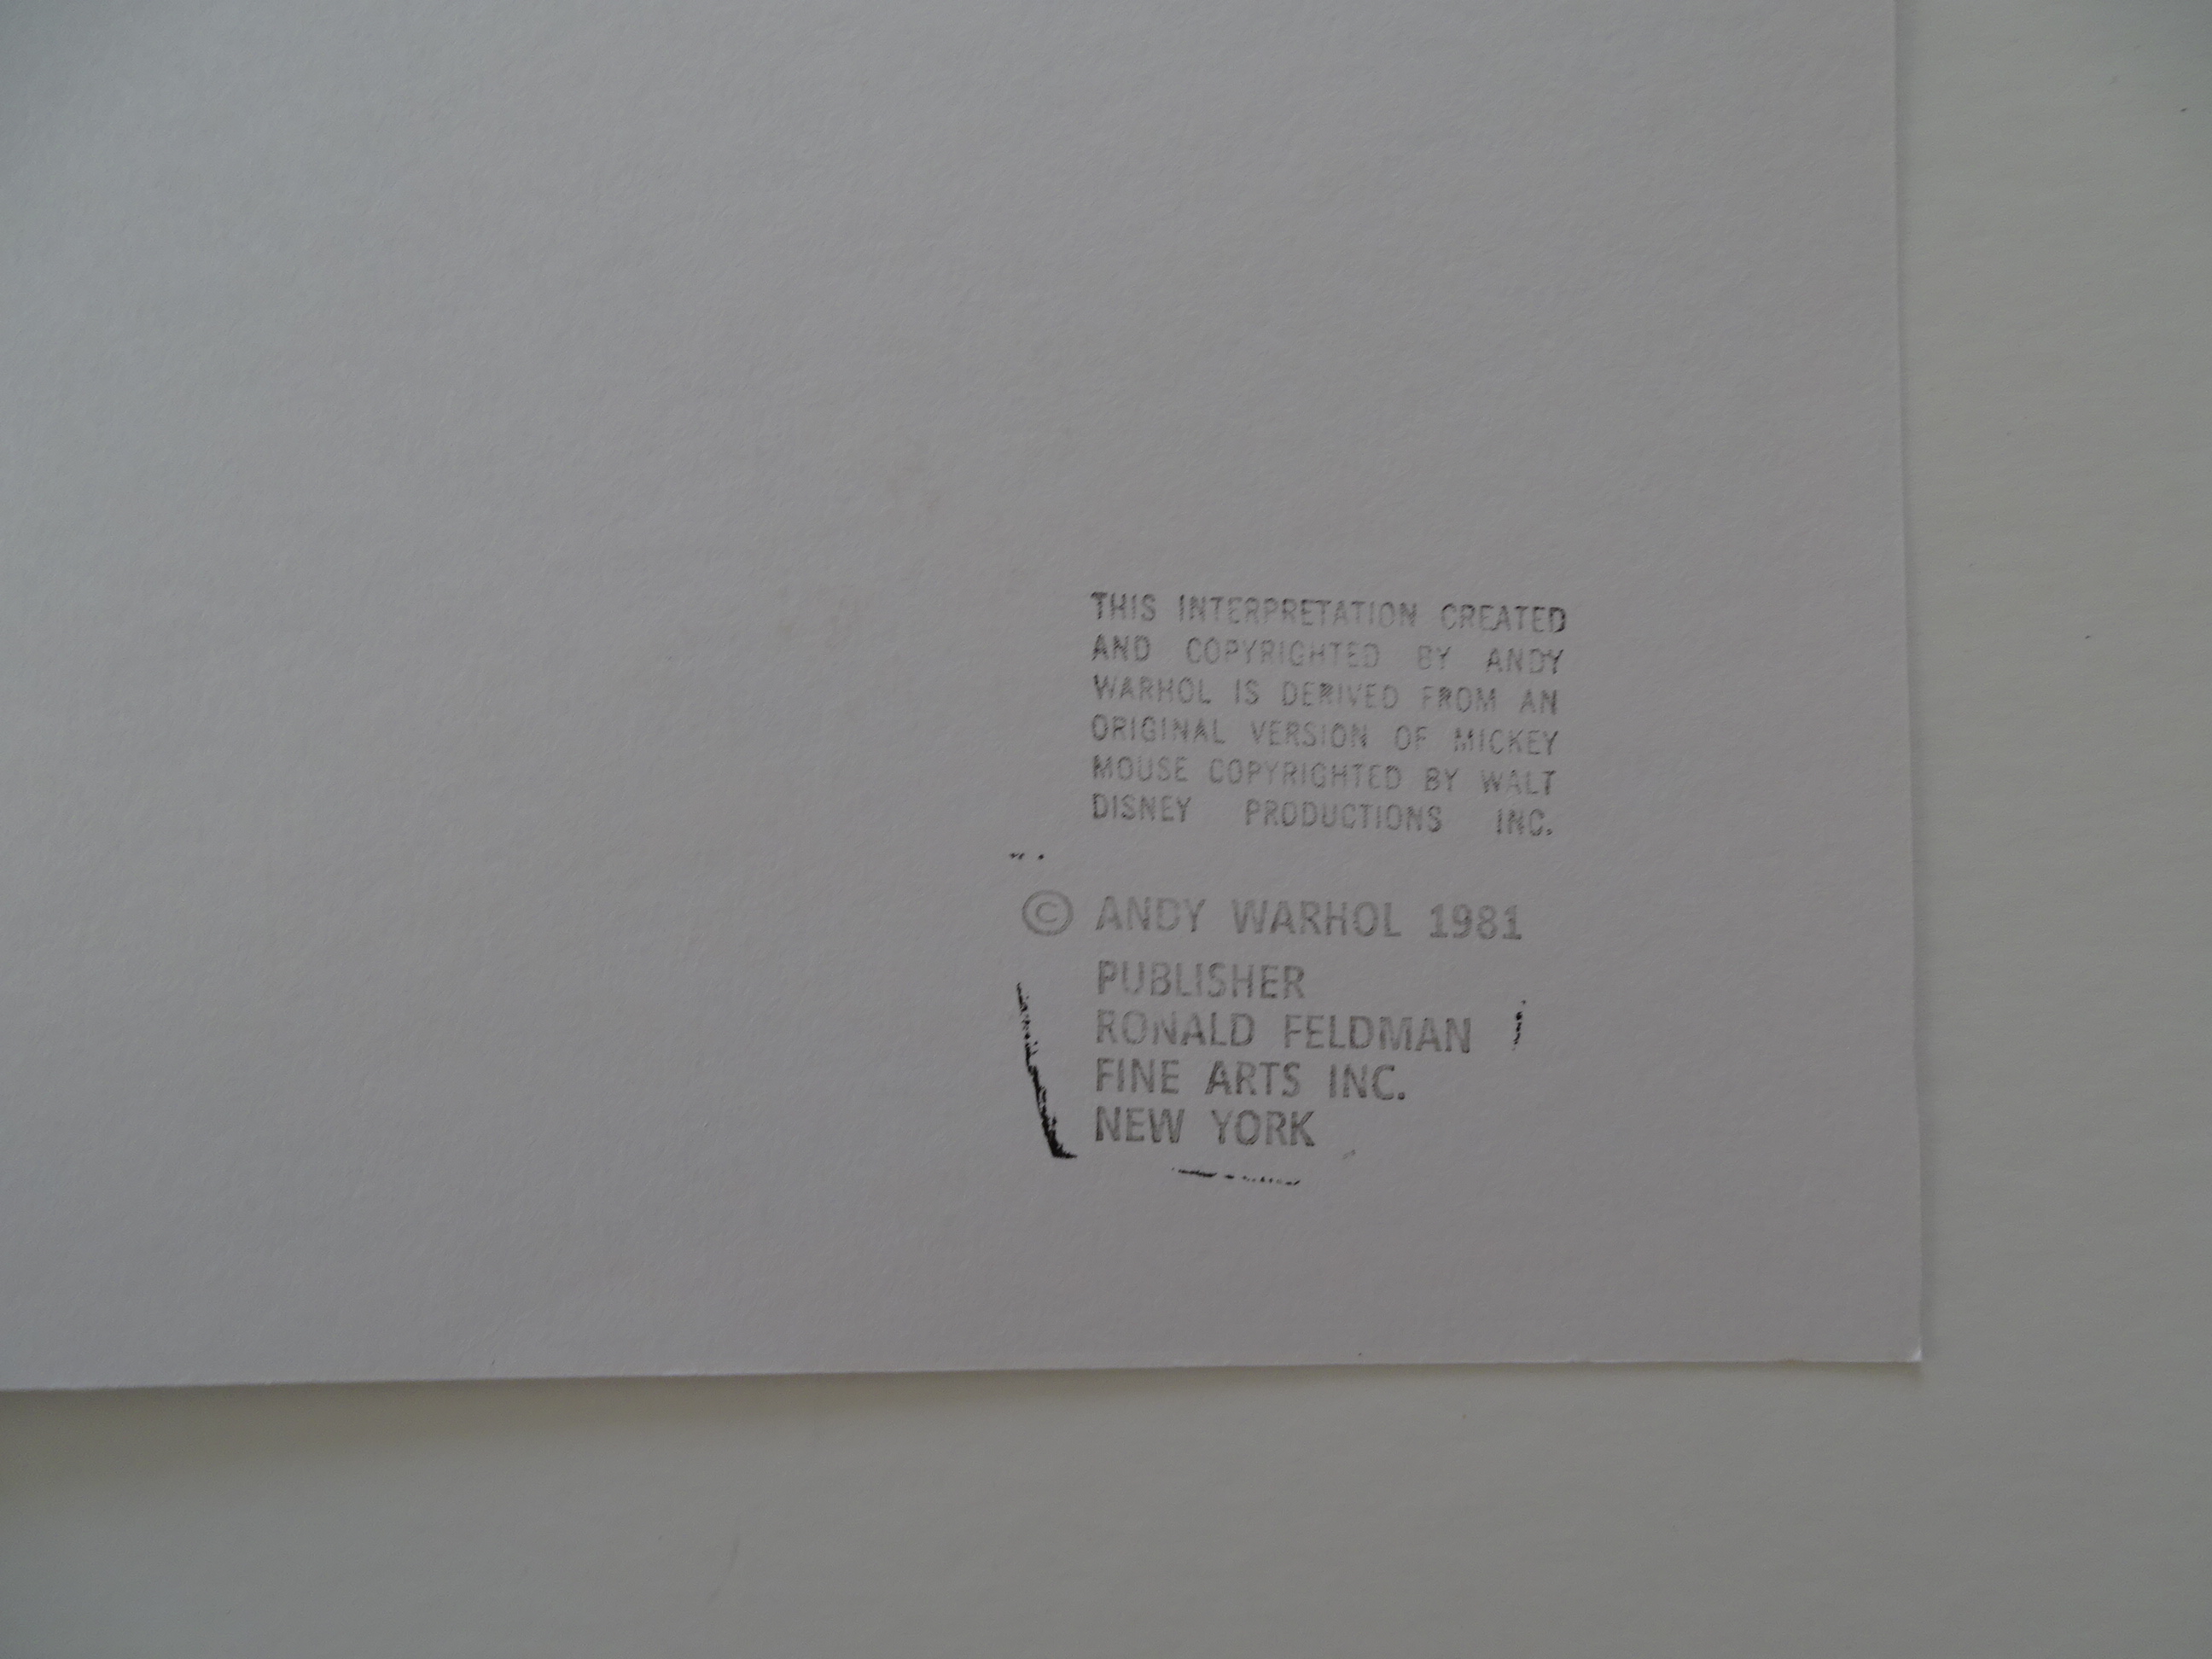 THIS INTERPRETATION CREATED
AND COPYRIGHTED BY ANDY
WARHOL IS DERIVED FROM AN
ORIGINAL VERSION OF MICKEY
MOUSE COPYRIGHTED BY WALT
DISNEY PRODUCTIONS INC.
© ANDY WARHOL 1981
PUBLISHER
RONALD FELDMAN
FINE ARTS INC.
NEW YORK